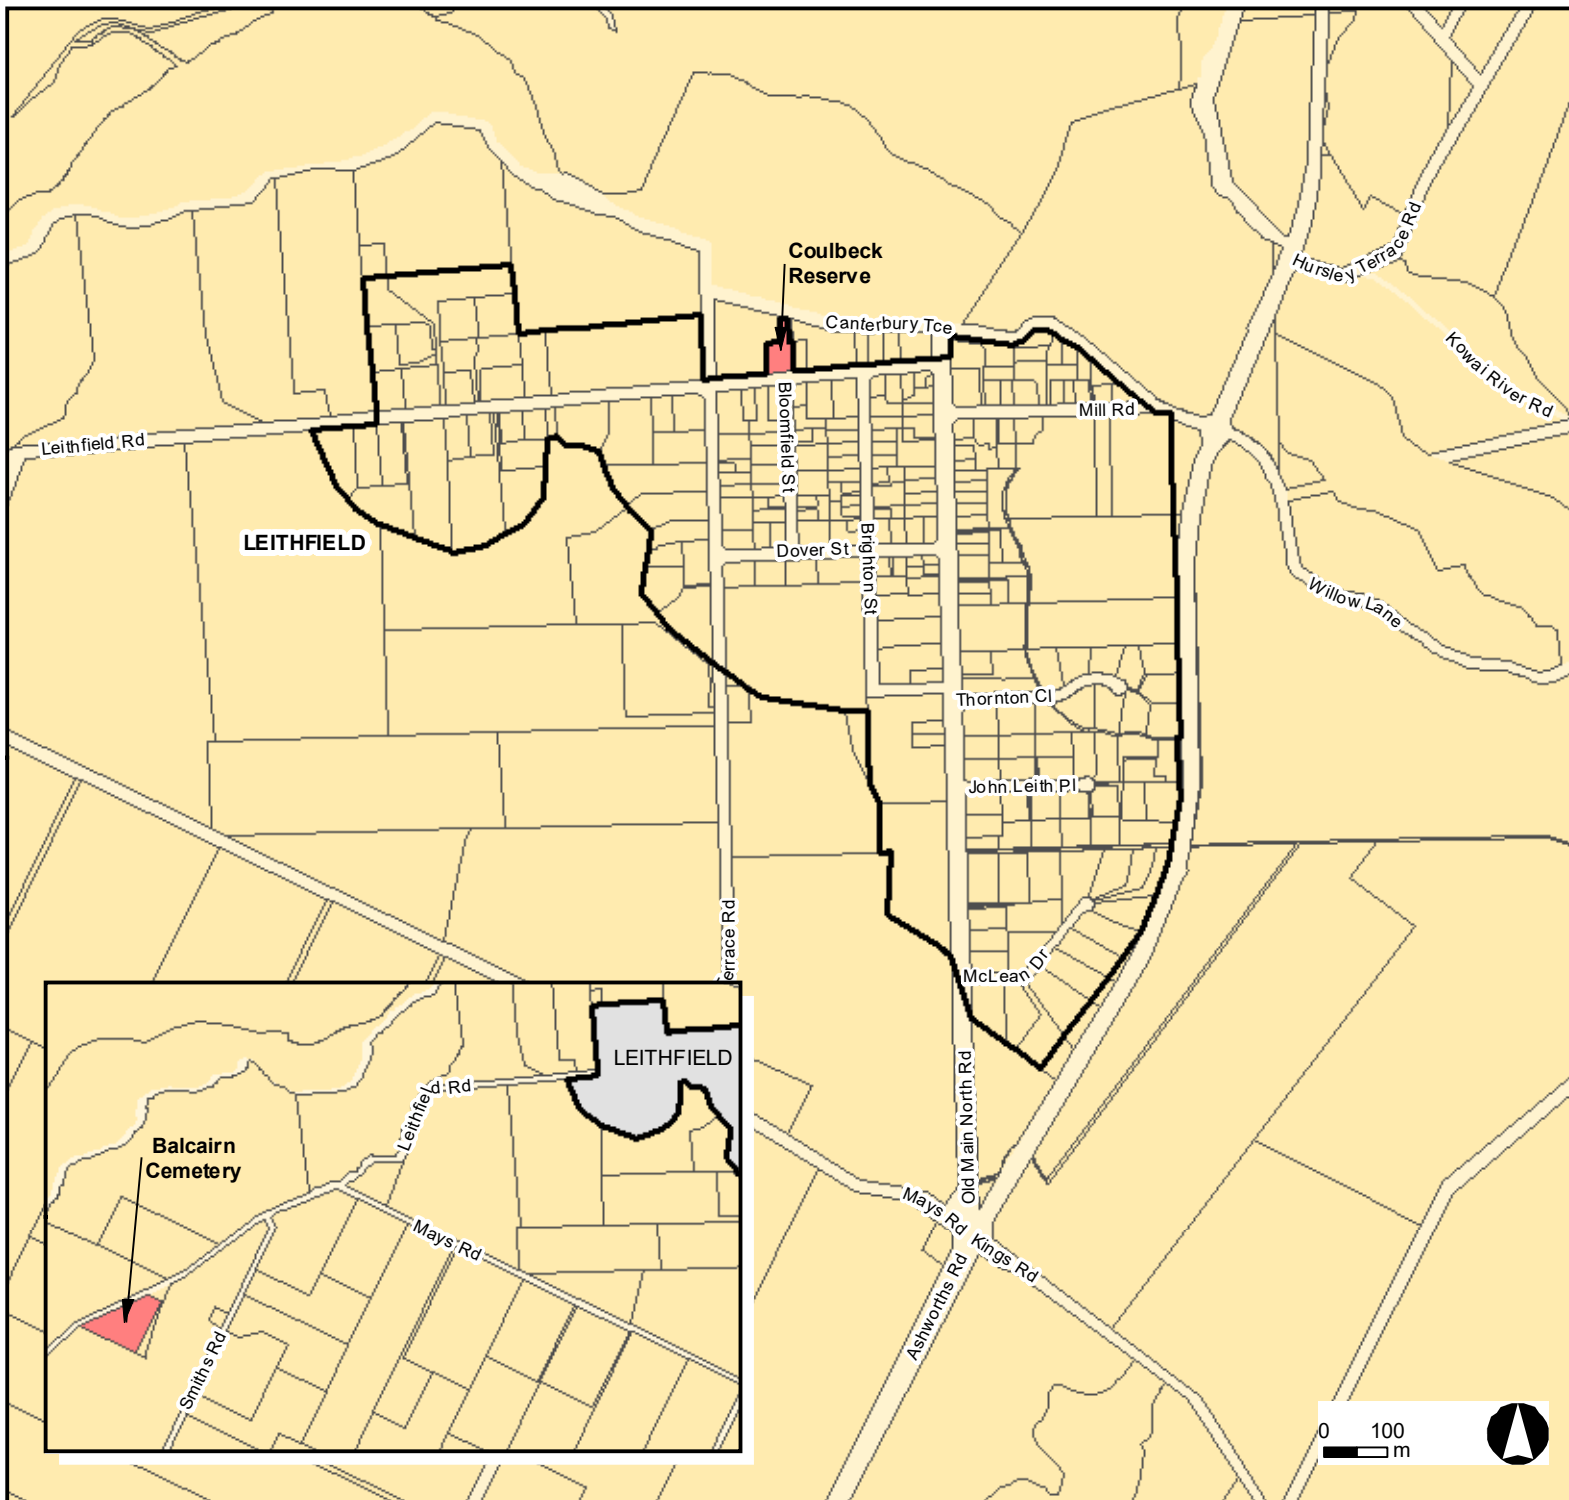 Coulbeck
Reserve
Canterbury Tce
Hursley Terrace Rd
Kowai River Rd
Leithfield Rd
Bloomfield St
Mill Rd
LEITHFIELD
Dover St
Brighton St
Willow Lane
Thornton Cl
John Leith Pl
errace Rd
McLean Dr
LEITHFIELD
Leithfield Rd
Old Main North Rd
Balcairn
Cemetery
Mays Rd
Mays Rd
Kings Rd
Ashworths Rd
Smiths Rd
0 100
m